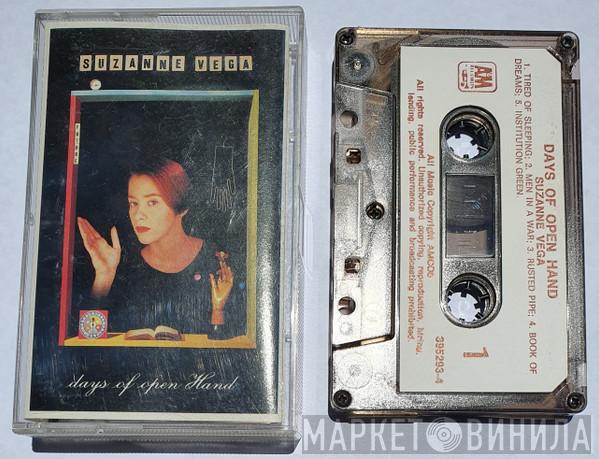 SUZANNE VEGA
days of open Hand
A&M
RECORDS
DAYS OF OPEN HAND
SUZANNE VEGA
1. TIRED OF SLEEPING; 2. MEN IN A WAR; 3. RUSTED PIPE; 4. BOOK OF
DREAMS; 5. INSTITUTION GREEN.
1
395293-4
All Music Copyright AMCOS
All rights reserved. Unauthorized copying, reproduction, hiring,
lending, public performance and broadcasting prohibited.
МАРКЕТ ВИНИЛА